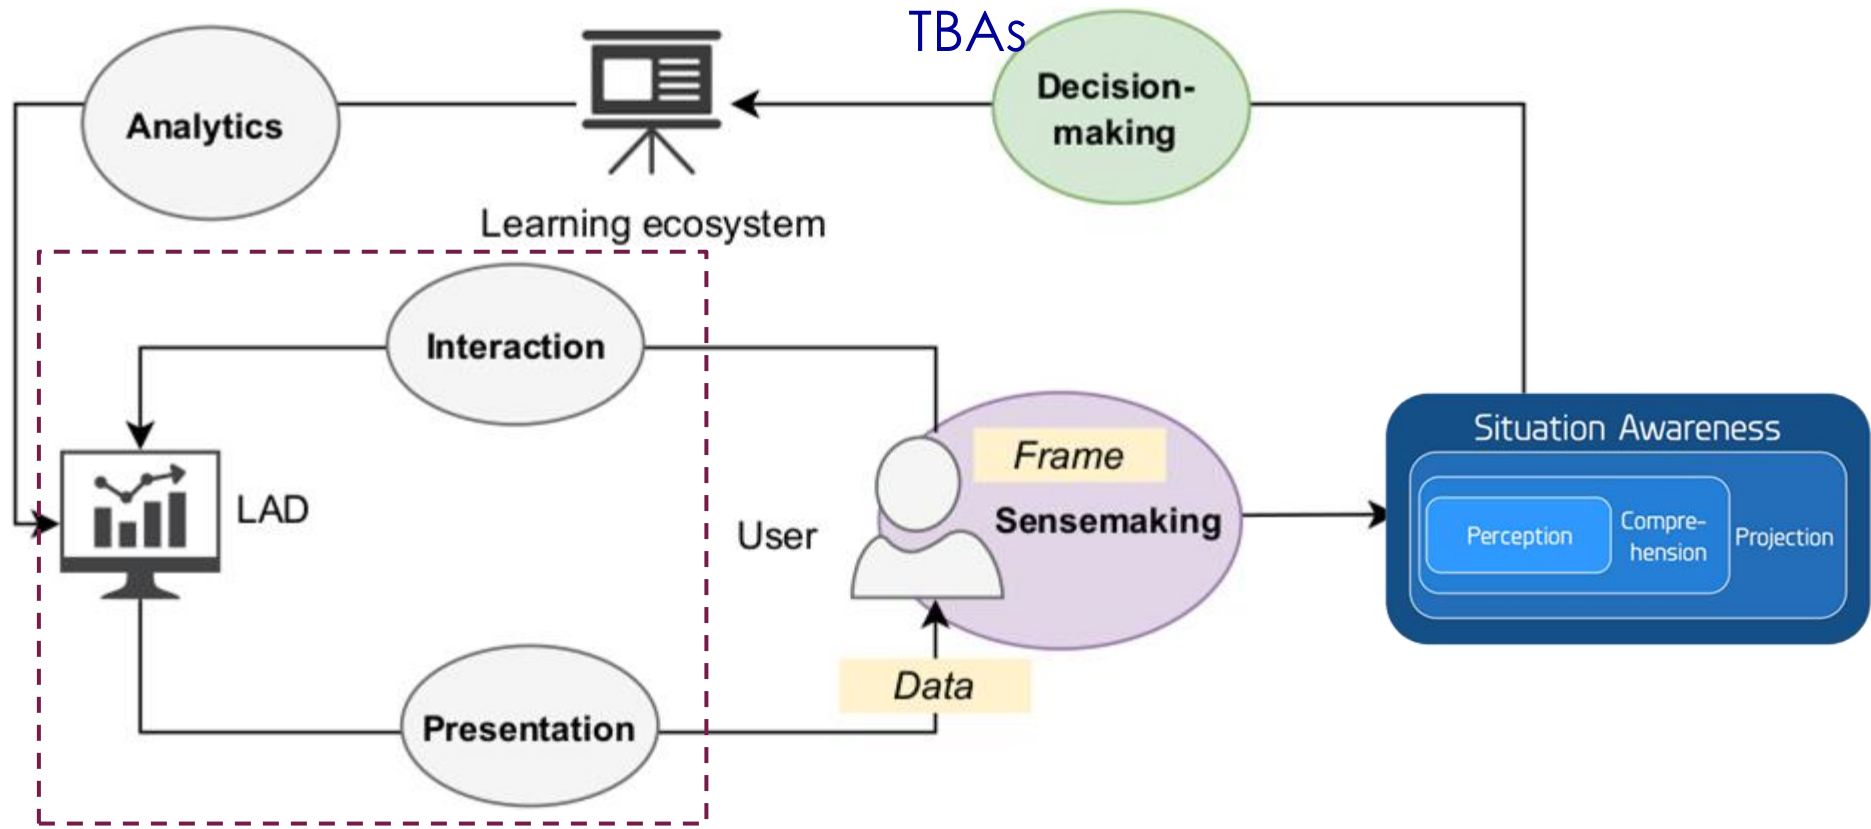 TBAs
Decision-
making
Analytics
Learning ecosystem
Interaction
Situation Awareness
Frame
LAD
User
Sensemaking
Perception
Compre-
hension
Projection
Data
Presentation